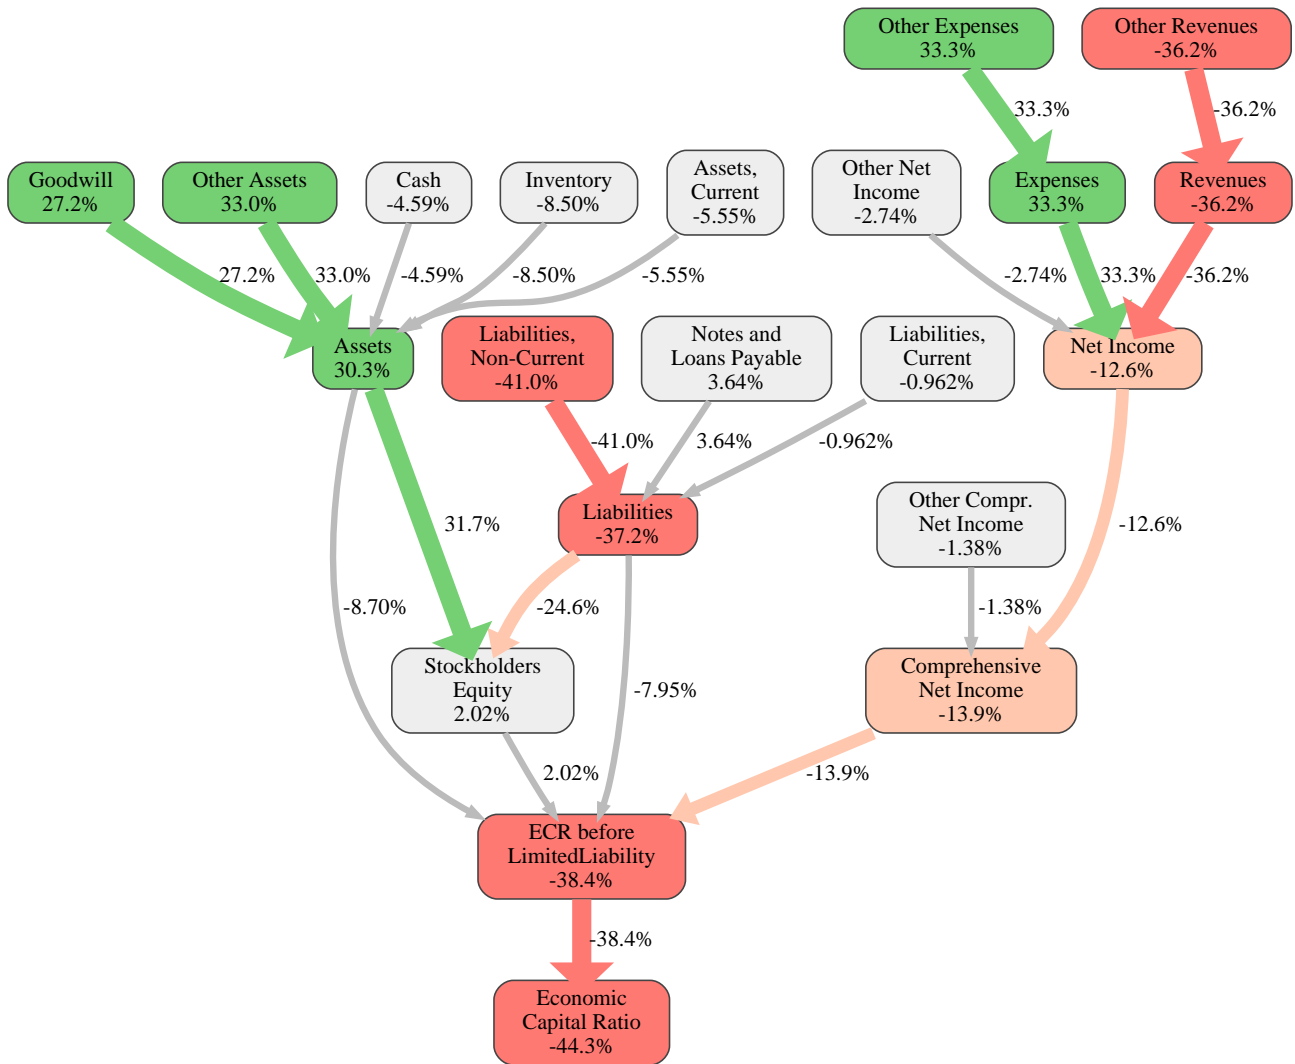 Other Expenses
33.3%
Other Revenues
-36.2%
33.3%
-36.2%
Goodwill
27.2%
Other Assets
33.0%
Cash
-4.59%
Inventory
-8.50%
Assets,
Current
-5.55%
Other Net
Income
-2.74%
Expenses
33.3%
Revenues
-36.2%
27.2%
33.0%
-4.59%
-8.50%
-5.55%
-2.74%
33.3%
-36.2%
Assets
30.3%
Liabilities,
Non-Current
-41.0%
Notes and
Loans Payable
3.64%
Liabilities,
Current
-0.962%
Net Income
-12.6%
-41.0%
3.64%
-0.962%
31.7%
Liabilities
-37.2%
Other Compr.
Net Income
-1.38%
-12.6%
-8.70%
-24.6%
-1.38%
Stockholders
Equity
2.02%
-7.95%
Comprehensive
Net Income
-13.9%
2.02%
-13.9%
ECR before
LimitedLiability
-38.4%
-38.4%
Economic
Capital Ratio
-44.3%